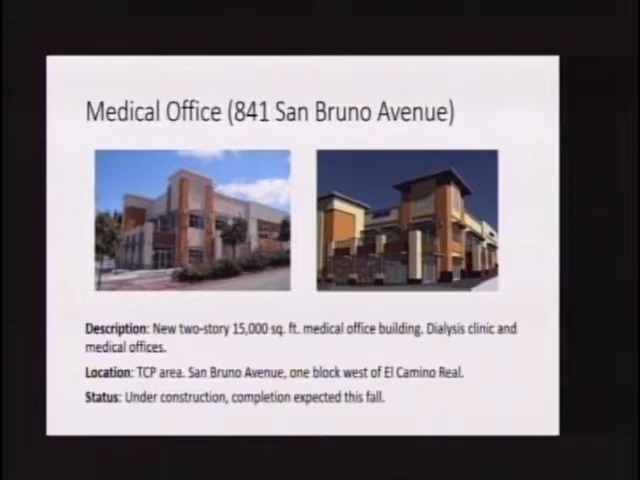 Medical Office (841 San Bruno Avenue)
Description: New two-story 15,000 sq. ft. medical office building. Dialysis clinic and
medical offices.
Location: TCP area. San Bruno Avenue, one block west of El Camino Real.
Status: Under construction, completion expected this fall.